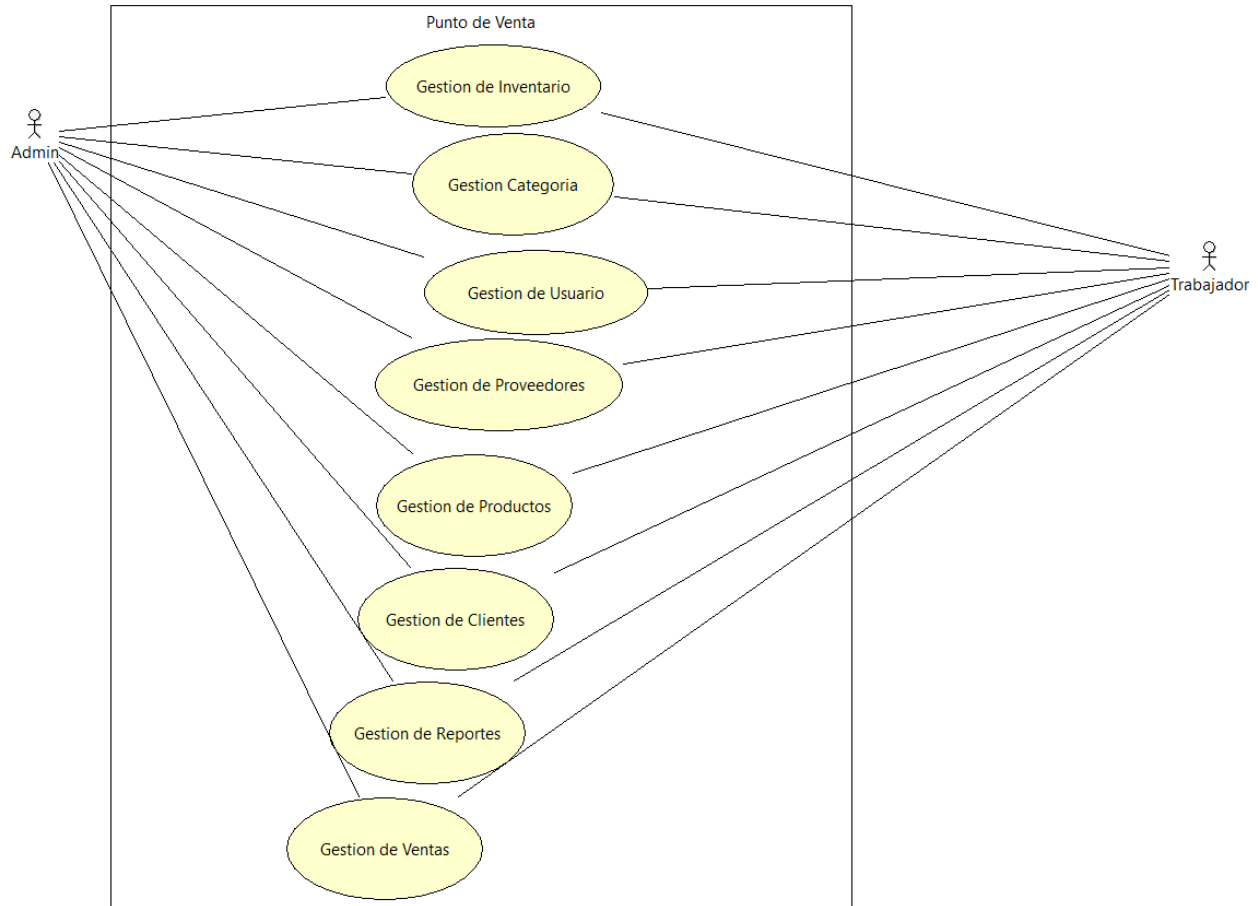 Punto de Venta
Gestion de Inventario
Admin
Gestion Categoria
Gestion de Usuario
Trabajador
Gestion de Proveedores
Gestion de Productos
Gestion de Clientes
Gestion de Reportes
Gestion de Ventas